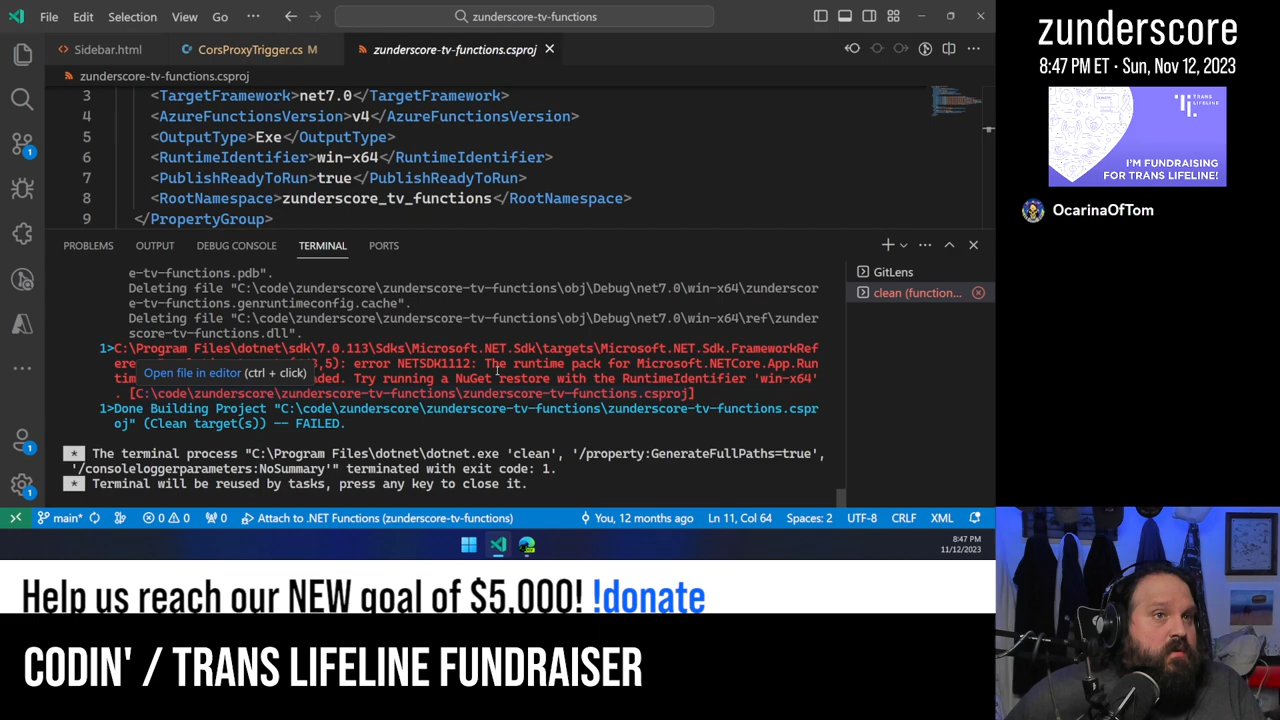 File Edit Selection View Go ··· zunderscore-tv-functions
Sidebar.html CorsProxyTrigger.cs M zunderscore-tv-functions.csproj
zunderscore-tv-functions.csproj
3 <TargetFramework>net7.0</TargetFramework>
4 <AzureFunctionsVersion>v4</AzureFunctionsVersion>
5 <OutputType>Exe</OutputType>
6 <RuntimeIdentifier>win-x64</RuntimeIdentifier>
7 <PublishReadyToRun>true</PublishReadyToRun>
8 <RootNamespace>zunderscore_tv_functions</RootNamespace>
9 </PropertyGroup>
PROBLEMS OUTPUT DEBUG CONSOLE TERMINAL PORTS
GitLens
clean (function...
e-tv-functions.pdb".
Deleting file "C:\code\zunderscore\zunderscore-tv-functions\obj\Debug\net7.0\win-x64\zunderscor
e-tv-functions.genruntimeconfig.cache".
Deleting file "C:\code\zunderscore\zunderscore-tv-functions\obj\Debug\net7.0\win-x64\ref\zunder
score-tv-functions.dll".
1>C:\Program Files\dotnet\sdk\7.0.113\Sdks\Microsoft.NET.Sdk\targets\Microsoft.NET.Sdk.FrameworkRef
3,5): error NETSDK1112: The runtime pack for Microsoft.NETCore.App.Run
Open file in editor (ctrl + click)
Try running a NuGet restore with the RuntimeIdentifier 'win-x64'
. [C:\code\zunderscore\zunderscore-tv-functions\zunderscore-tv-functions.csproj]
1>Done Building Project "C:\code\zunderscore\zunderscore-tv-functions\zunderscore-tv-functions.cspr
oj" (Clean target(s)) -- FAILED.
* The terminal process "C:\Program Files\dotnet\dotnet.exe 'clean', '/property:GenerateFullPaths=true',
'/consoleloggerparameters:NoSummary'" terminated with exit code: 1.
* Terminal will be reused by tasks, press any key to close it.
main* 0 0 0 Attach to .NET Functions (zunderscore-tv-functions) You, 12 months ago Ln 11, Col 64 Spaces: 2 UTF-8 CRLF XML
8:47 PM
11/12/2023
Help us reach our NEW goal of $5,000! !donate
CODIN' / TRANS LIFELINE FUNDRAISER
zunderscore
8:47 PM ET · Sun, Nov 12, 2023
TRANS
LIFELINE
I'M FUNDRAISING
FOR TRANS LIFELINE!
OcarinaOfTom